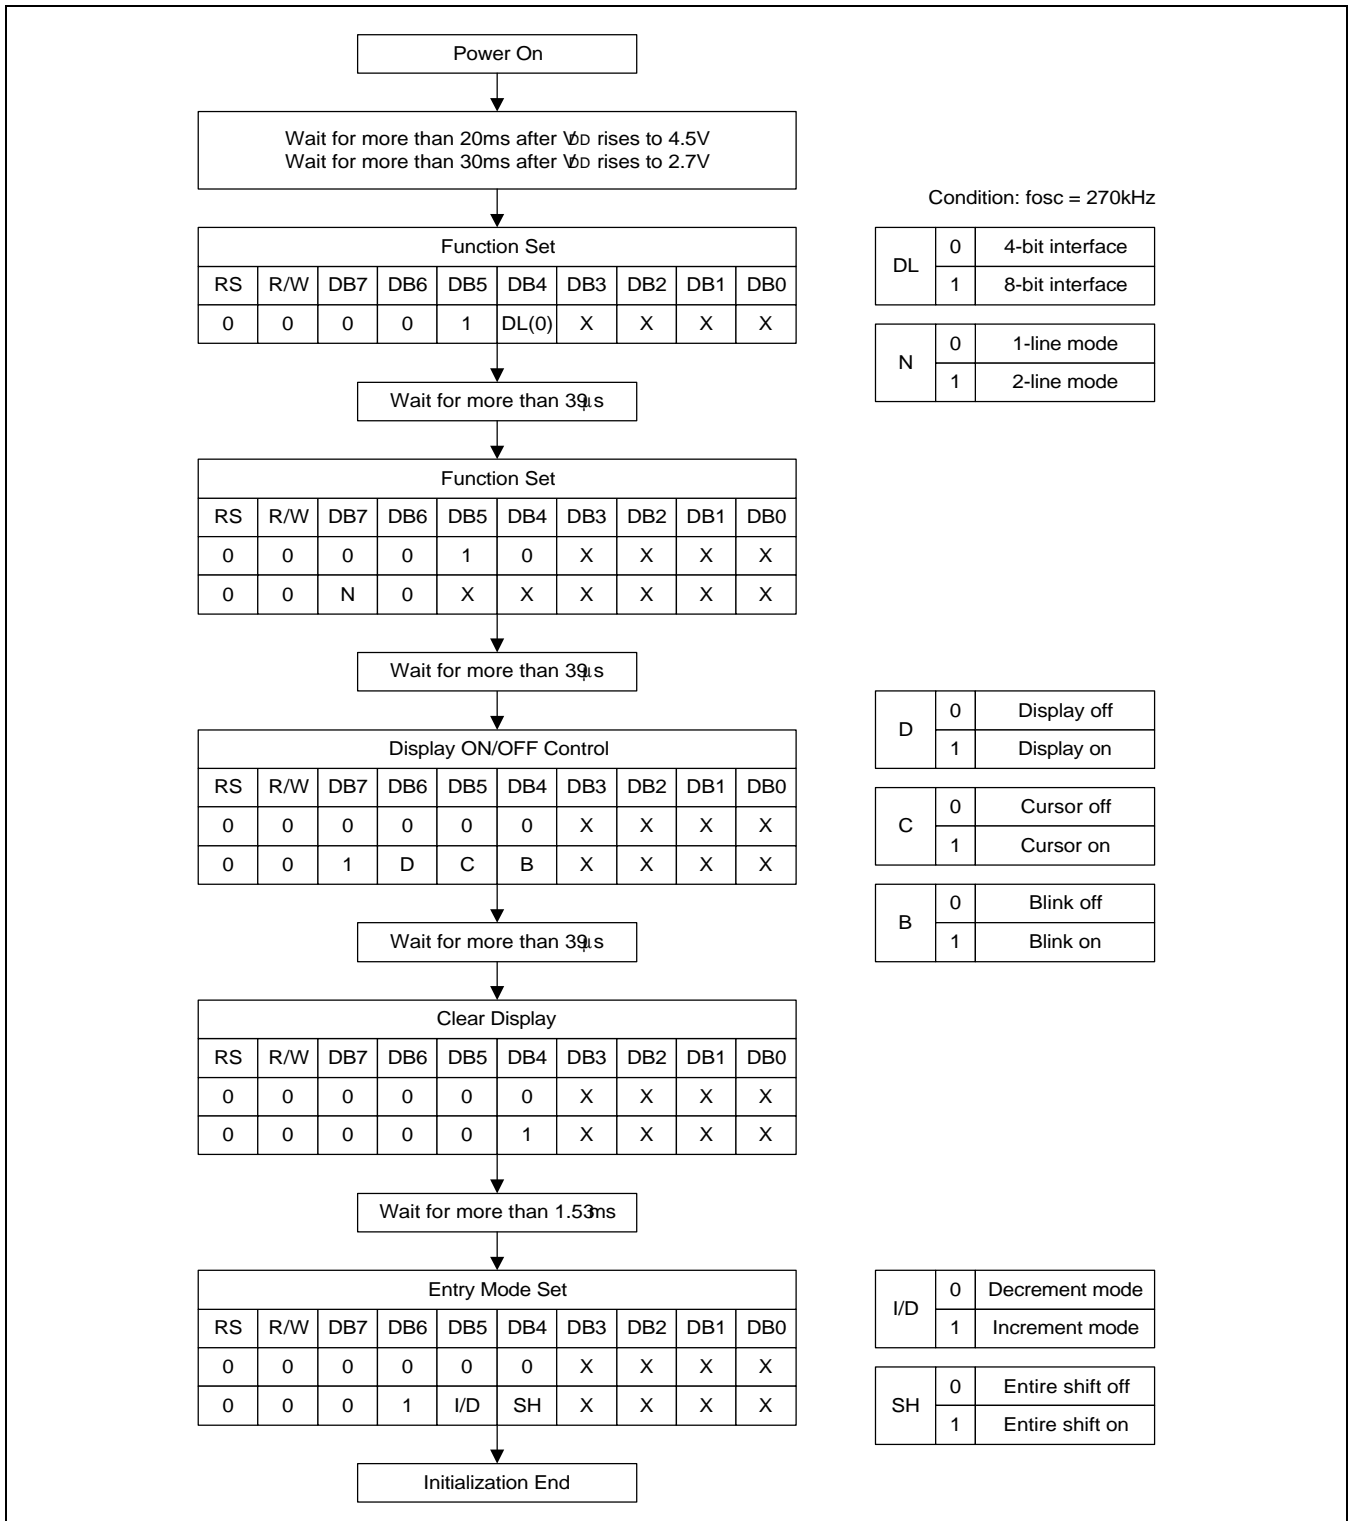 Power On
Wait for more than 20ms after VDD rises to 4.5V
Wait for more than 30ms after VDD rises to 2.7V
Condition: fosc = 270kHz
Function Set
RS R/W DB7 DB6 DB5 DB4 DB3 DB2 DB1 DB0
0 0 0 0 1 DL(0) X X X X
DL
0 4-bit interface
1 8-bit interface
N
0 1-line mode
1 2-line mode
Wait for more than 39μs
Function Set
RS R/W DB7 DB6 DB5 DB4 DB3 DB2 DB1 DB0
0 0 0 0 1 0 X X X X
0 0 N 0 X X X X X X
Wait for more than 39μs
Display ON/OFF Control
RS R/W DB7 DB6 DB5 DB4 DB3 DB2 DB1 DB0
0 0 0 0 0 0 X X X X
0 0 1 D C B X X X X
D
0 Display off
1 Display on
C
0 Cursor off
1 Cursor on
B
0 Blink off
1 Blink on
Wait for more than 39μs
Clear Display
RS R/W DB7 DB6 DB5 DB4 DB3 DB2 DB1 DB0
0 0 0 0 0 0 X X X X
0 0 0 0 0 1 X X X X
Wait for more than 1.53ms
Entry Mode Set
RS R/W DB7 DB6 DB5 DB4 DB3 DB2 DB1 DB0
0 0 0 0 0 0 X X X X
0 0 0 1 I/D SH X X X X
I/D
0 Decrement mode
1 Increment mode
SH
0 Entire shift off
1 Entire shift on
Initialization End